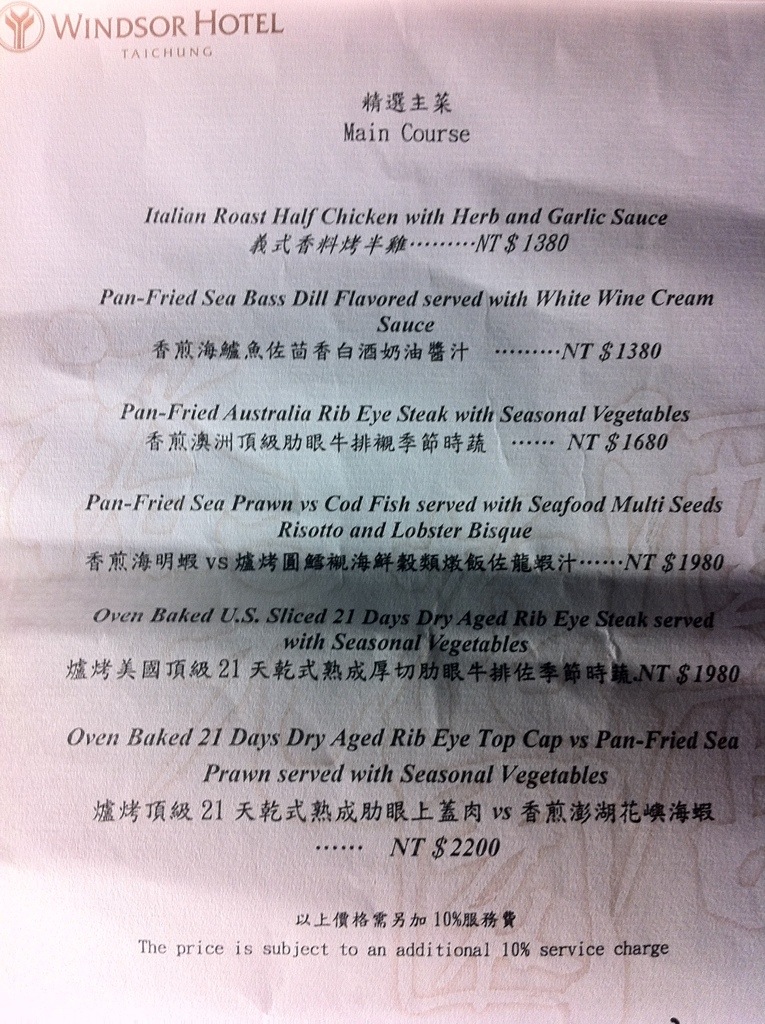 WINDSOR HOTEL
TAICHUNG
精選主菜
Main Course
Italian Roast Half Chicken with Herb and Garlic Sauce
義式香料烤半雞·········NT $ 1380
Pan-Fried Sea Bass Dill Flavored served with White Wine Cream
Sauce
香煎海鱸魚佐茴香白酒奶油醬汁 ·········NT $1380
Pan-Fried Australia Rib Eye Steak with Seasonal Vegetables
香煎澳洲頂級肋眼牛排襯季節時蔬 ······ NT $1680
Pan-Fried Sea Prawn vs Cod Fish served with Seafood Multi Seeds
Risotto and Lobster Bisque
香煎海明蝦 vs 爐烤圓鱈襯海鮮穀類燉飯佐龍蝦汁······NT $1980
Oven Baked U.S. Sliced 21 Days Dry Aged Rib Eye Steak served
with Seasonal Vegetables
爐烤美國頂級 21 天乾式熟成厚切肋眼牛排佐季節時蔬.NT $1980
Oven Baked 21 Days Dry Aged Rib Eye Top Cap vs Pan-Fried Sea
Prawn served with Seasonal Vegetables
爐烤頂級 21 天乾式熟成肋眼上蓋肉 vs 香煎澎湖花嶼海蝦
······ NT $2200
以上價格需另加 10%服務費
The price is subject to an additional 10% service charge